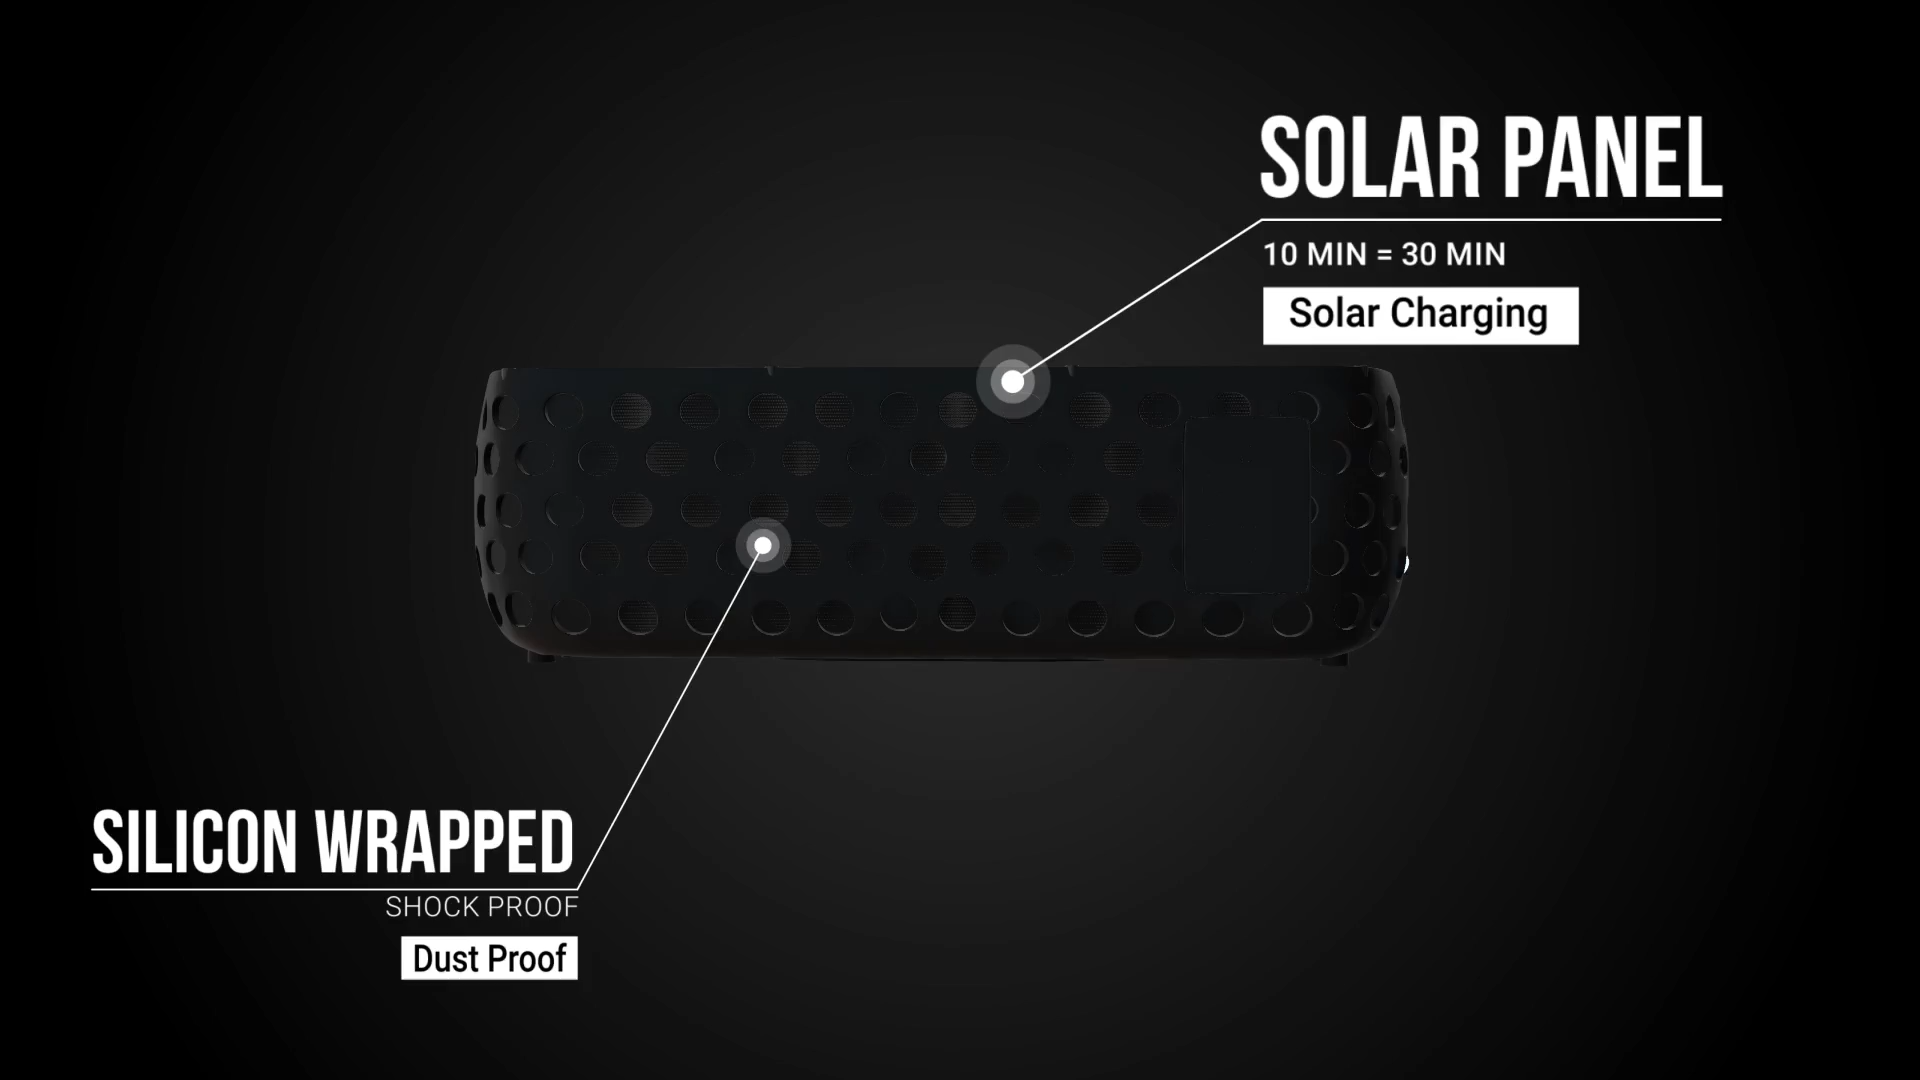 SOLAR PANEL
10 MIN = 30 MIN
Solar Charging
SILICON WRAPPED
SHOCK PROOF
Dust Proof